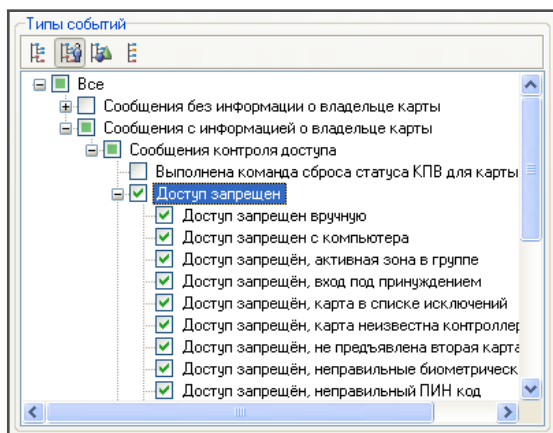 Типы событий
Все
Сообщения без информации о владельце карты
Сообщения с информацией о владельце карты
Сообщения контроля доступа
Выполнена команда сброса статуса КПВ для карты
Доступ запрещен
Доступ запрещен вручную
Доступ запрещен с компьютера
Доступ запрещён, активная зона в группе
Доступ запрещён, вход под принуждением
Доступ запрещён, карта в списке исключений
Доступ запрещён, карта неизвестна контроллер
Доступ запрещён, не предъявлена вторая карта
Доступ запрещён, неправильные биометрическ
Доступ запрещён, неправильный ПИН код